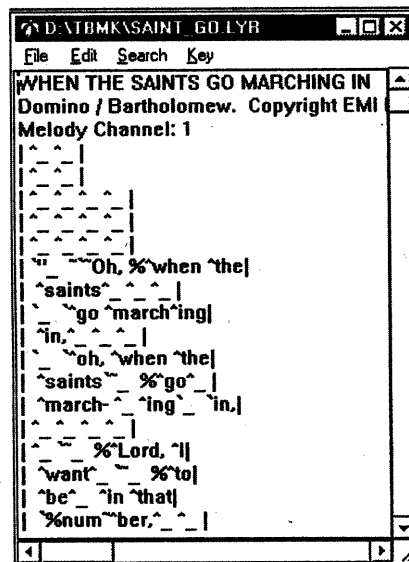 D:\TBMK\SAINT_GO.LYR
File Edit Search Key
WHEN THE SAINTS GO MARCHING IN
Domino / Bartholomew. Copyright EMI
Melody Channel: 1
| ^_ ^_ |
| ^_ ^_ |
| ^_ ^_ ^_ ^_ |
| ^_ ^_ ^_ ^_ |
| ^_ ^_ ^_ ^_ |
| `"_ ~`~Oh, %^when ^the|
| ^saints^_ ^_ ^_ |
| `_ `^go ^march^ing|
| ^in,^_ ^_ ^_ |
| `_ `^oh, ^when ^the|
| ^saints`~_ %^go^_ |
| ^march- ^_ ^ing`_ `in,|
| ^_ ^_ ^_ ^_ |
| ^_ `~_ %^Lord, ^I|
| ^want^_ `~_ %^to|
| ^be^_ ^in ^that|
| `%num`~ber,^_ ^_ |